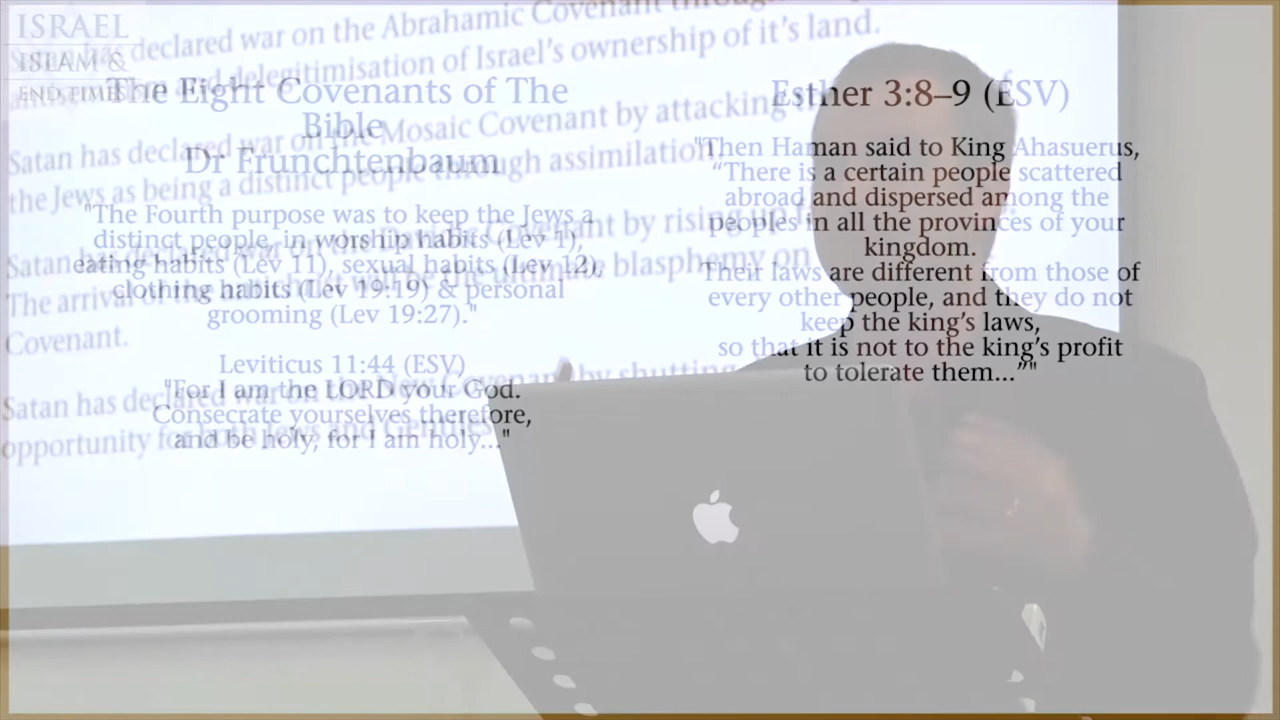 ISRAEL
ISLAM &
END TIMES
The Eight Covenants of The
Bible
Dr Frunchtenbaum
"The Fourth purpose was to keep the Jews a
distinct people, in worship habits (Lev 1),
eating habits (Lev 11), sexual habits (Lev 12),
clothing habits (Lev 19:19) & personal
grooming (Lev 19:27)."
Leviticus 11:44 (ESV)
"For I am the LORD your God.
Consecrate yourselves therefore,
and be holy, for I am holy..."
Esther 3:8–9 (ESV)
"Then Haman said to King Ahasuerus,
“There is a certain people scattered
abroad and dispersed among the
peoples in all the provinces of your
kingdom.
Their laws are different from those of
every other people, and they do not
keep the king’s laws,
so that it is not to the king’s profit
to tolerate them...”"
Satan has declared war on the Abrahamic Covenant through
delegitimisation of Israel’s ownership of it’s land.
Satan has declared war on the Mosaic Covenant by attacking
the Jews as being a distinct people through assimilation
Satan Covenant by rising up
The arrival of will be the ultimate blasphemy on
Covenant.
Satan has declared war on the New Covenant by shutting
opportunity for both Jews and Gentiles